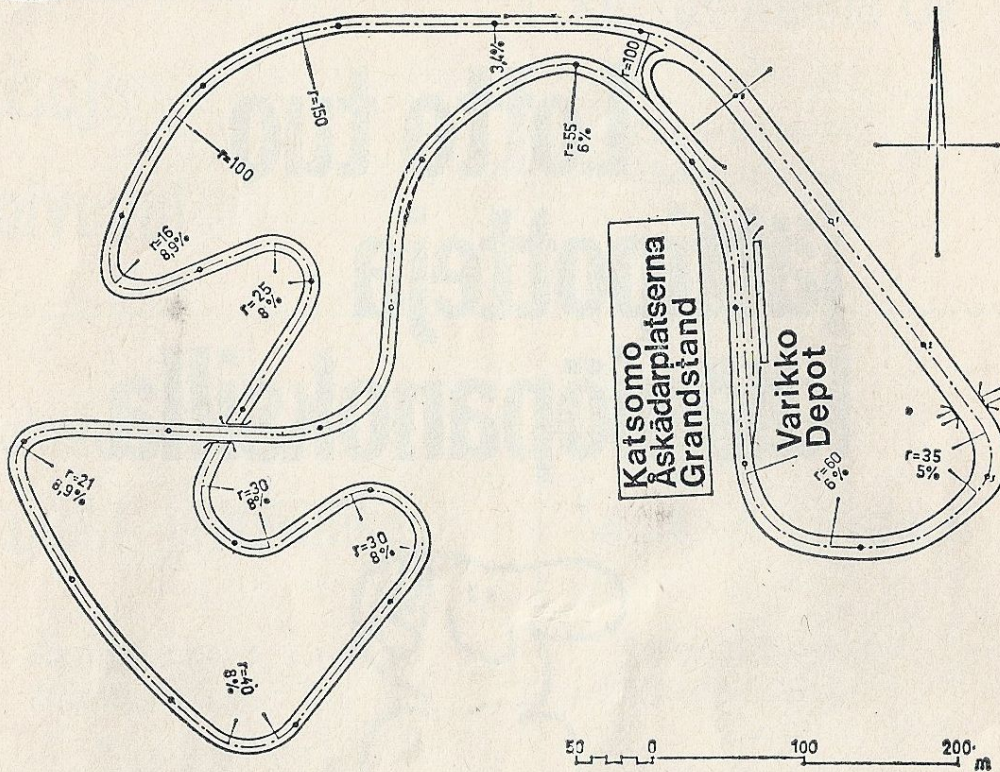 3,4%
r=100
r=150
r=55
6%
r=100
r=16
8,9%
r=25
8%
Katsomo
Åskådarplatserna
Grandstand
Varikko
Depot
r=21
8,9%
r=30
8%
r=30
8%
r=60
6%
r=35
5%
r=40
8%
50 0 100 200
m